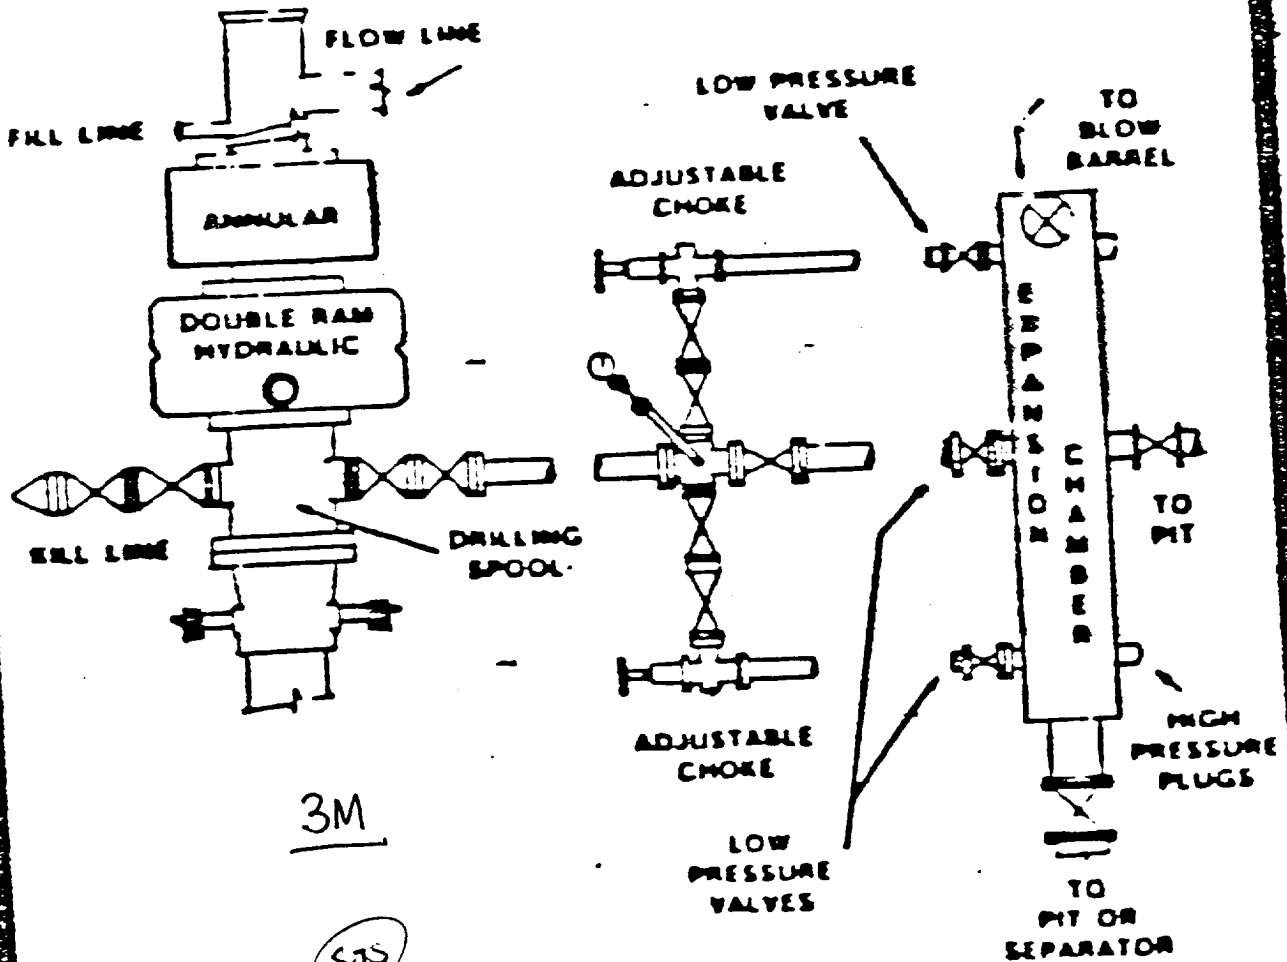 FLOW LINE
FILL LINE
ANNULAR
DOUBLE RAM
HYDRAULIC
KILL LINE
DRILLING
SPOOL
3M
LOW PRESSURE
VALVE
ADJUSTABLE
CHOKE
TO
BLOW
BARREL
EXPANSION
CHAMBER
TO
PIT
ADJUSTABLE
CHOKE
HIGH
PRESSURE
PLUGS
LOW
PRESSURE
VALVES
TO
PIT OR
SEPARATOR